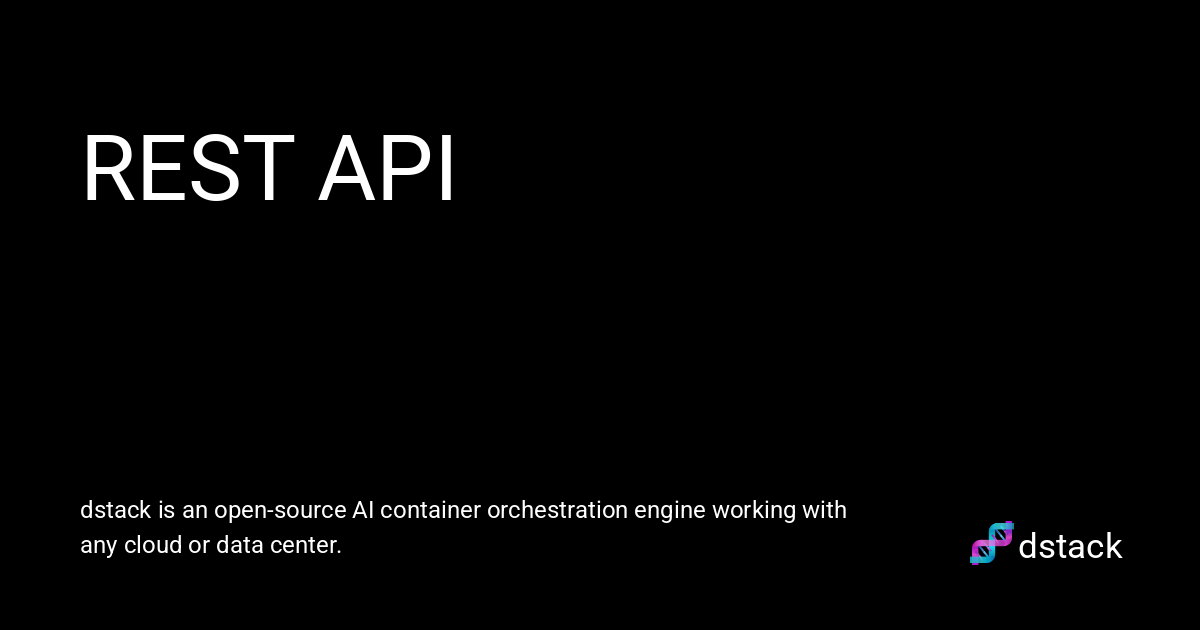 REST API
dstack is an open-source AI container orchestration engine working with
any cloud or data center.
dstack